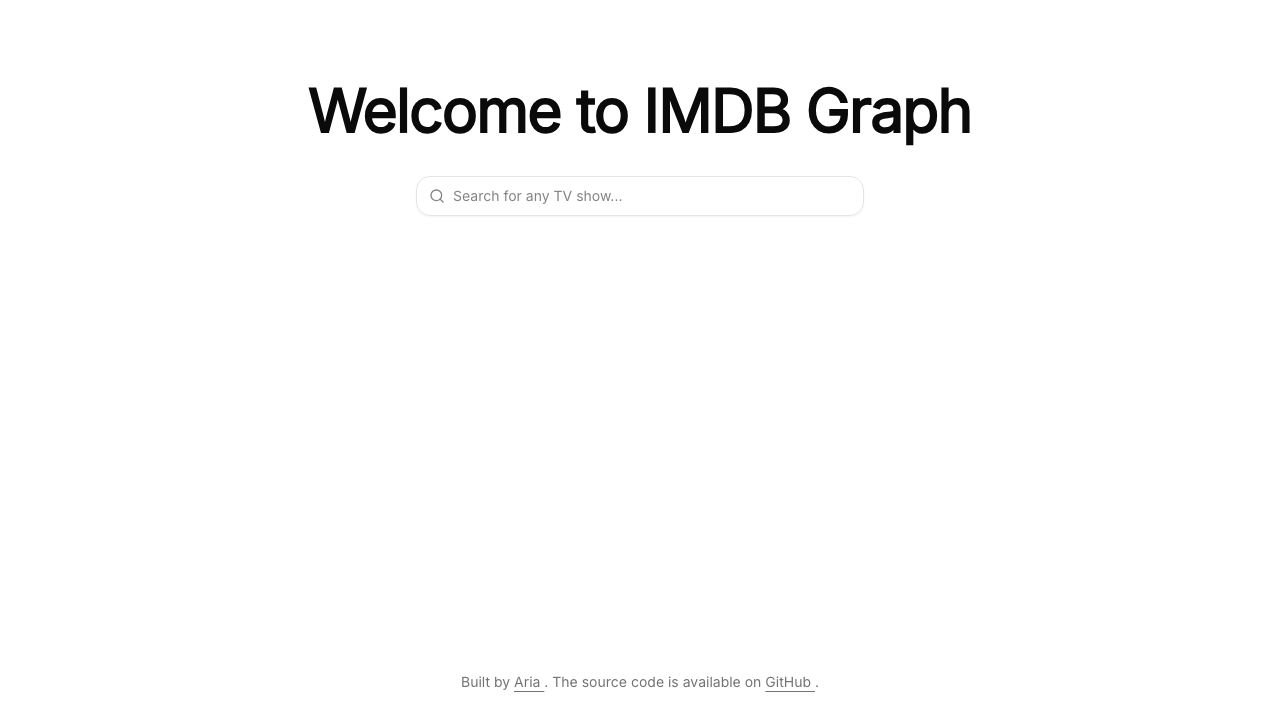 Welcome to IMDB Graph
Search for any TV show...
Built by Aria . The source code is available on GitHub .